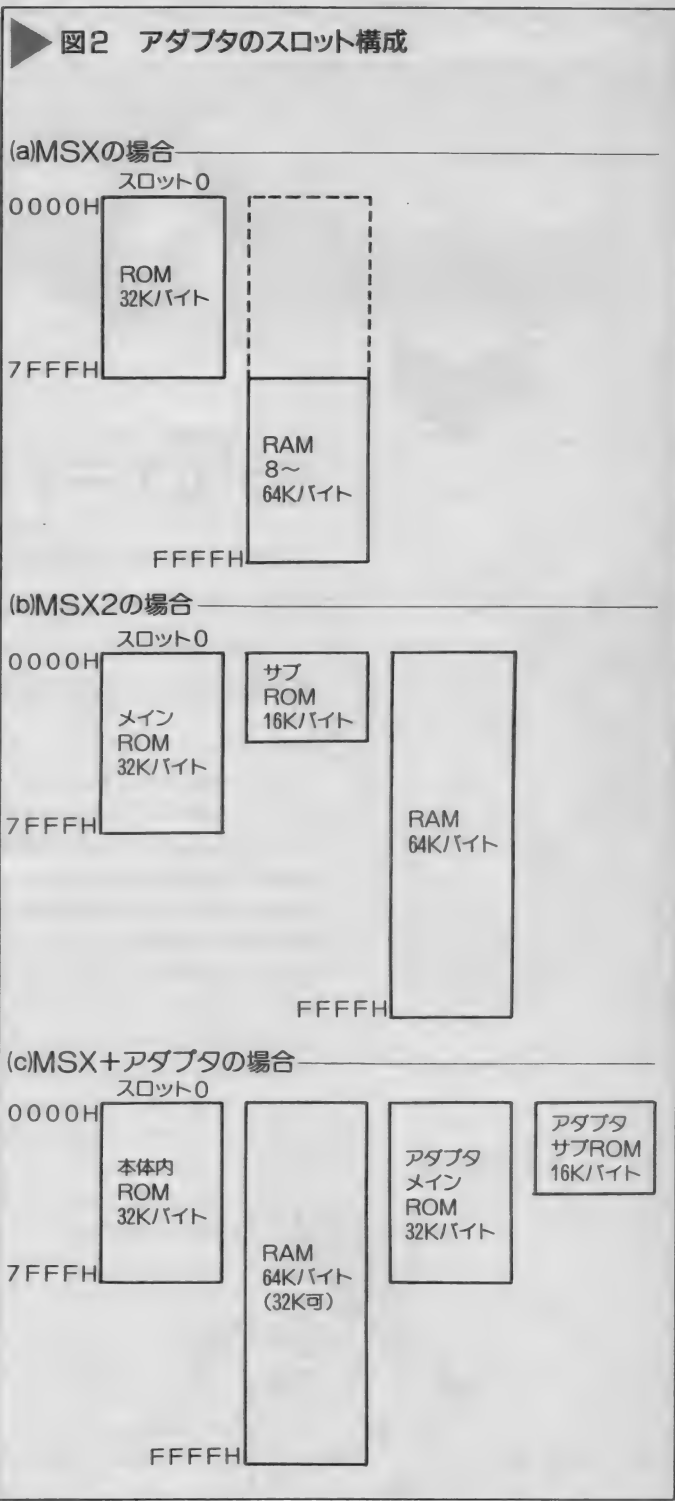 図2 アダプタのスロット構成
(a)MSXの場合
スロット0
0000H
ROM
32Kバイト
7FFFH
RAM
8〜
64Kバイト
FFFFH
(b)MSX2の場合
スロット0
0000H
メイン
ROM
32Kバイト
7FFFH
サブ
ROM
16Kバイト
RAM
64Kバイト
FFFFH
(c)MSX+アダプタの場合
スロット0
0000H
本体内
ROM
32Kバイト
7FFFH
RAM
64Kバイト
(32K可)
FFFFH
アダプタ
メイン
ROM
32Kバイト
アダプタ
サブROM
16Kバイト